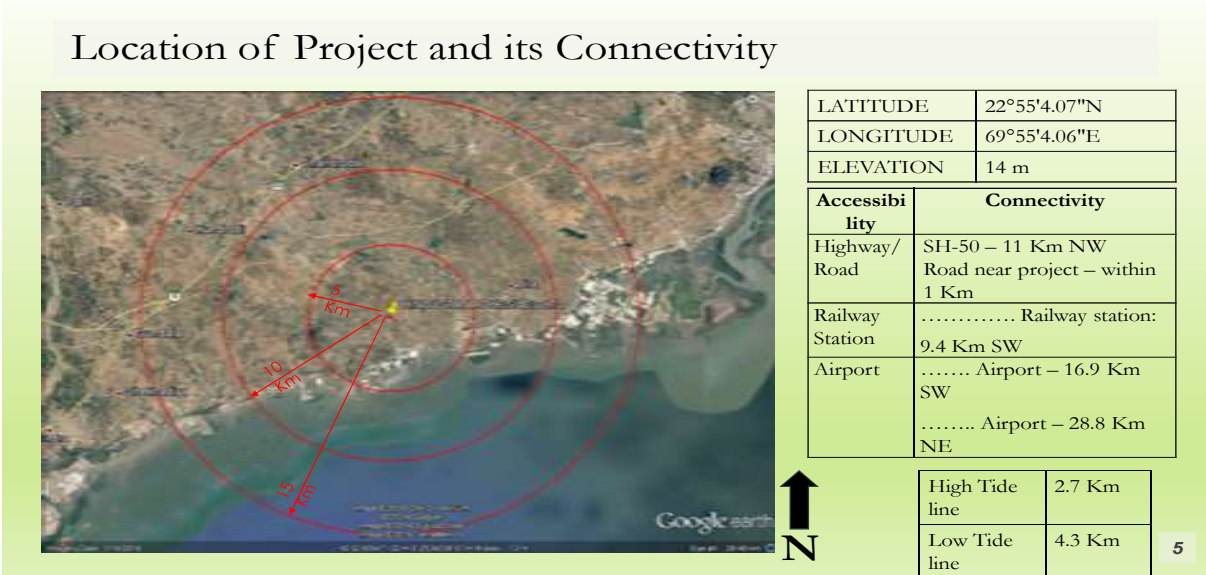 Location of Project and its Connectivity
5
Km
10
Km
15
Km
Google earth
LATITUDE 22°55'4.07"N
LONGITUDE 69°55'4.06"E
ELEVATION 14 m
Accessibi Connectivity
lity
Highway/ SH-50 – 11 Km NW
Road Road near project – within
1 Km
Railway …………. Railway station:
Station 9.4 Km SW
Airport ……. Airport – 16.9 Km
SW
…….. Airport – 28.8 Km
NE
N
High Tide 2.7 Km
line
Low Tide 4.3 Km
line
5